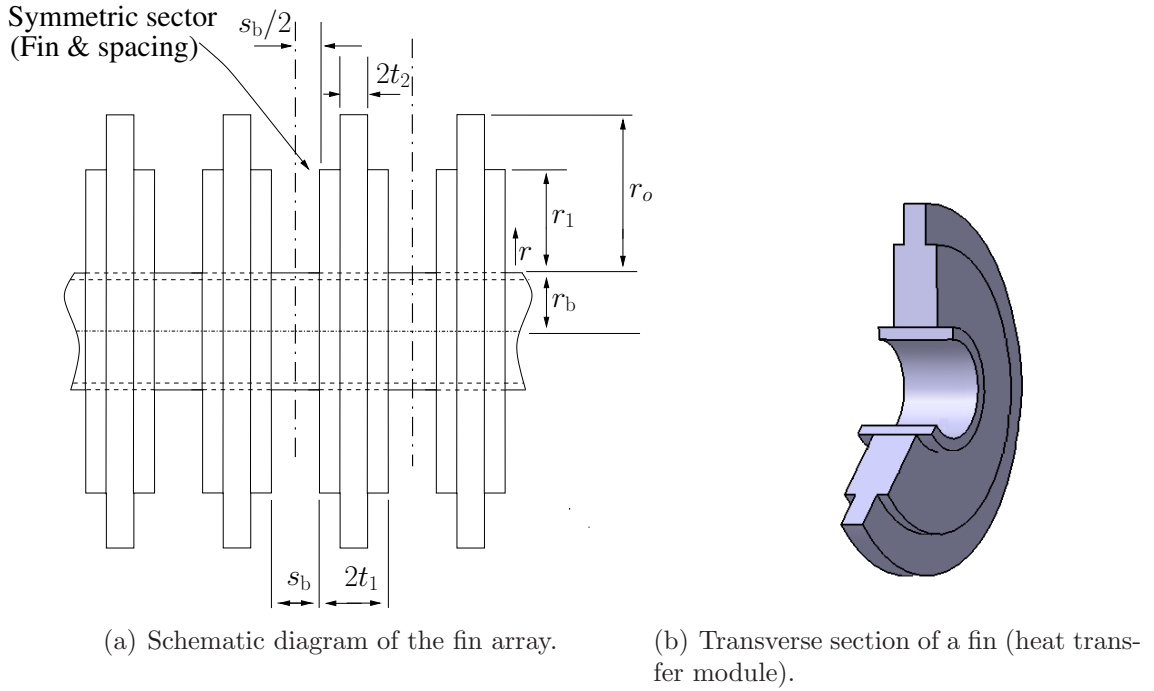 Symmetric sector
(Fin & spacing)
s_b/2
2t_2
r_o
r_1
r
r_b
s_b
2t_1
(a) Schematic diagram of the fin array.
(b) Transverse section of a fin (heat trans-
fer module).